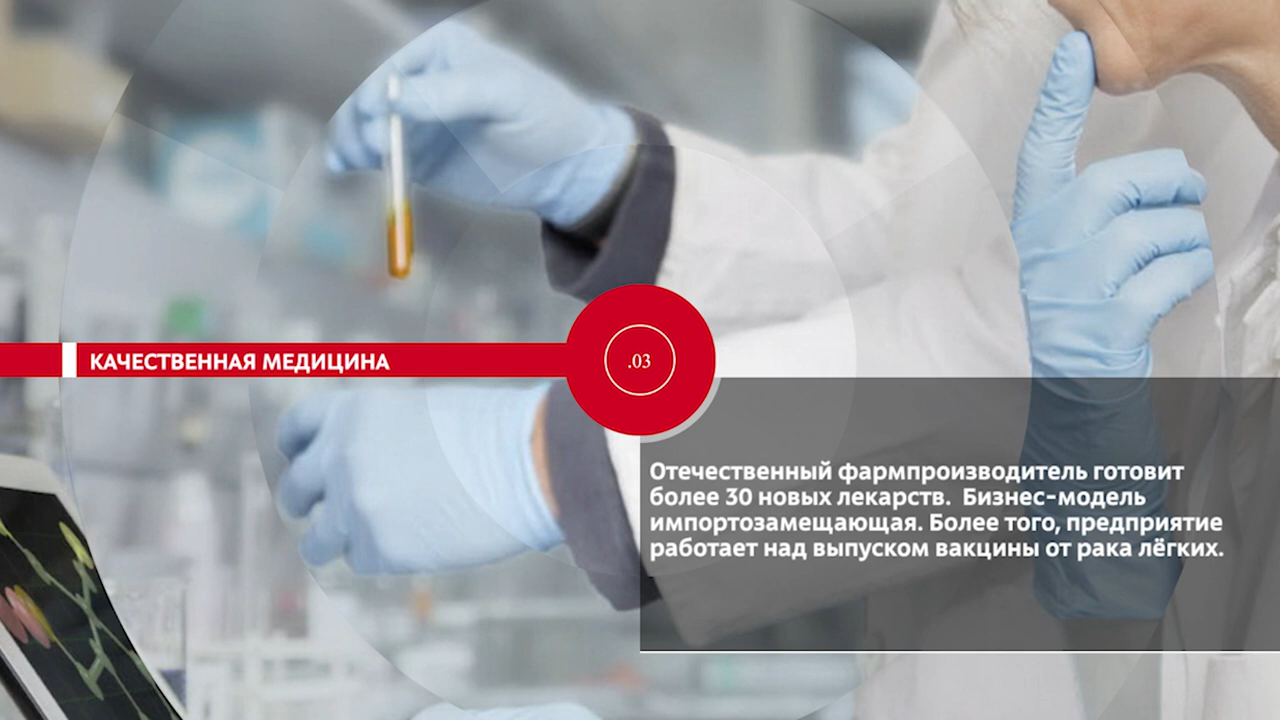 КАЧЕСТВЕННАЯ МЕДИЦИНА
.03
Отечественный фармпроизводитель готовит
более 30 новых лекарств. Бизнес-модель
импортозамещающая. Более того, предприятие
работает над выпуском вакцины от рака лёгких.